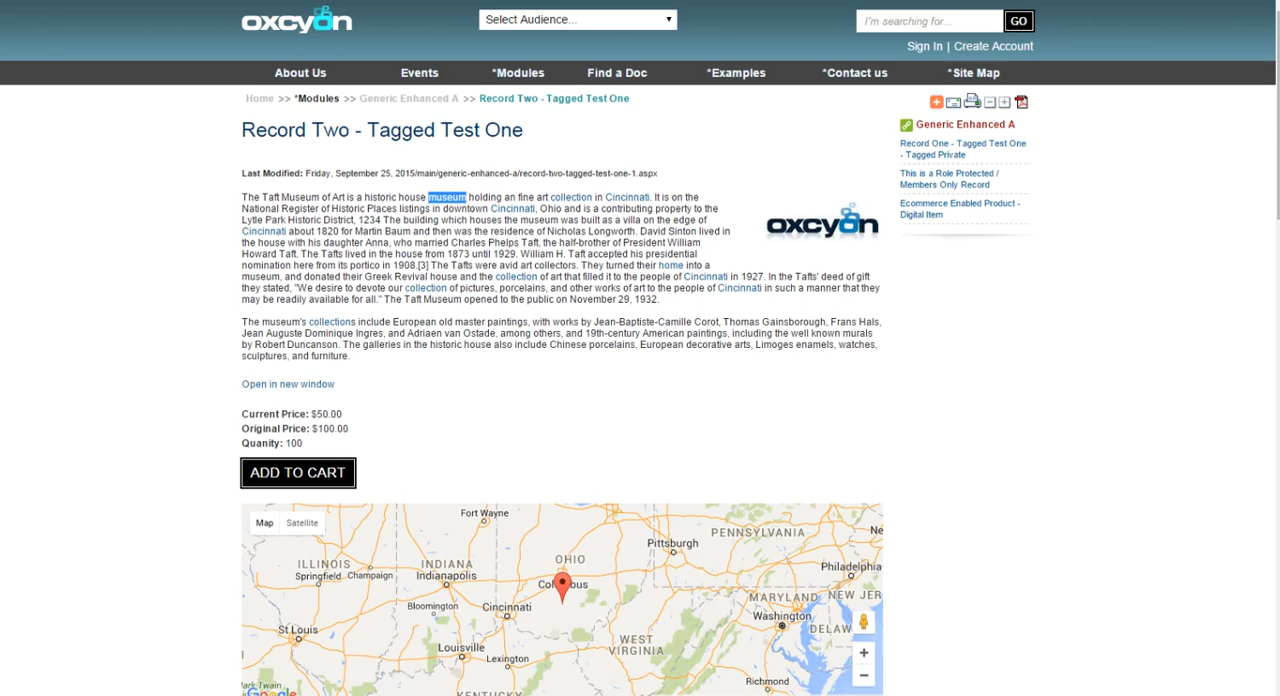 oxcyon
Select Audience...
I'm searching for...
GO
Sign In | Create Account
About Us
Events
*Modules
Find a Doc
*Examples
*Contact us
*Site Map
Home >> *Modules >> Generic Enhanced A >> Record Two - Tagged Test One
Record Two - Tagged Test One
Last Modified: Friday, September 25, 2015/main/generic-enhanced-a/record-two-tagged-test-one-1.aspx
The Taft Museum of Art is a historic house museum holding an fine art collection in Cincinnati. It is on the
National Register of Historic Places listings in downtown Cincinnati, Ohio and is a contributing property to the
Lytle Park Historic District, 1234 The building which houses the museum was built as a villa on the edge of
Cincinnati about 1820 for Martin Baum and then was the residence of Nicholas Longworth. David Sinton lived in
the house with his daughter Anna, who married Charles Phelps Taft, the half-brother of President William
Howard Taft. The Tafts lived in the house from 1873 until 1929. William H. Taft accepted his presidential
nomination here from its portico in 1908.[3] The Tafts were avid art collectors. They turned their home into a
museum, and donated their Greek Revival house and the collection of art that filled it to the people of Cincinnati in 1927. In the Tafts' deed of gift
they stated, "We desire to devote our collection of pictures, porcelains, and other works of art to the people of Cincinnati in such a manner that they
may be readily available for all." The Taft Museum opened to the public on November 29, 1932.
oxcyon
The museum's collections include European old master paintings, with works by Jean-Baptiste-Camille Corot, Thomas Gainsborough, Frans Hals,
Jean Auguste Dominique Ingres, and Adriaen van Ostade, among others, and 19th-century American paintings, including the well known murals
by Robert Duncanson. The galleries in the historic house also include Chinese porcelains, European decorative arts, Limoges enamels, watches,
sculptures, and furniture.
Open in new window
Current Price: $50.00
Original Price: $100.00
Quanity: 100
ADD TO CART
Generic Enhanced A
Record One - Tagged Test One
- Tagged Private
This is a Role Protected /
Members Only Record
Ecommerce Enabled Product -
Digital Item
Map
Satellite
Fort Wayne
PENNSYLVANIA
Ne
Pittsburgh
OHIO
ILLINOIS
INDIANA
Philadelphia
Springfield
Champaign
Indianapolis
Columbus
MARYLAND
NEW JER
Bloomington
Cincinnati
Washington
DELAW
St Louis
WEST
VIRGINIA
Louisville
Lexington
Richmond
Mark Twain
KENTUCKY
Google